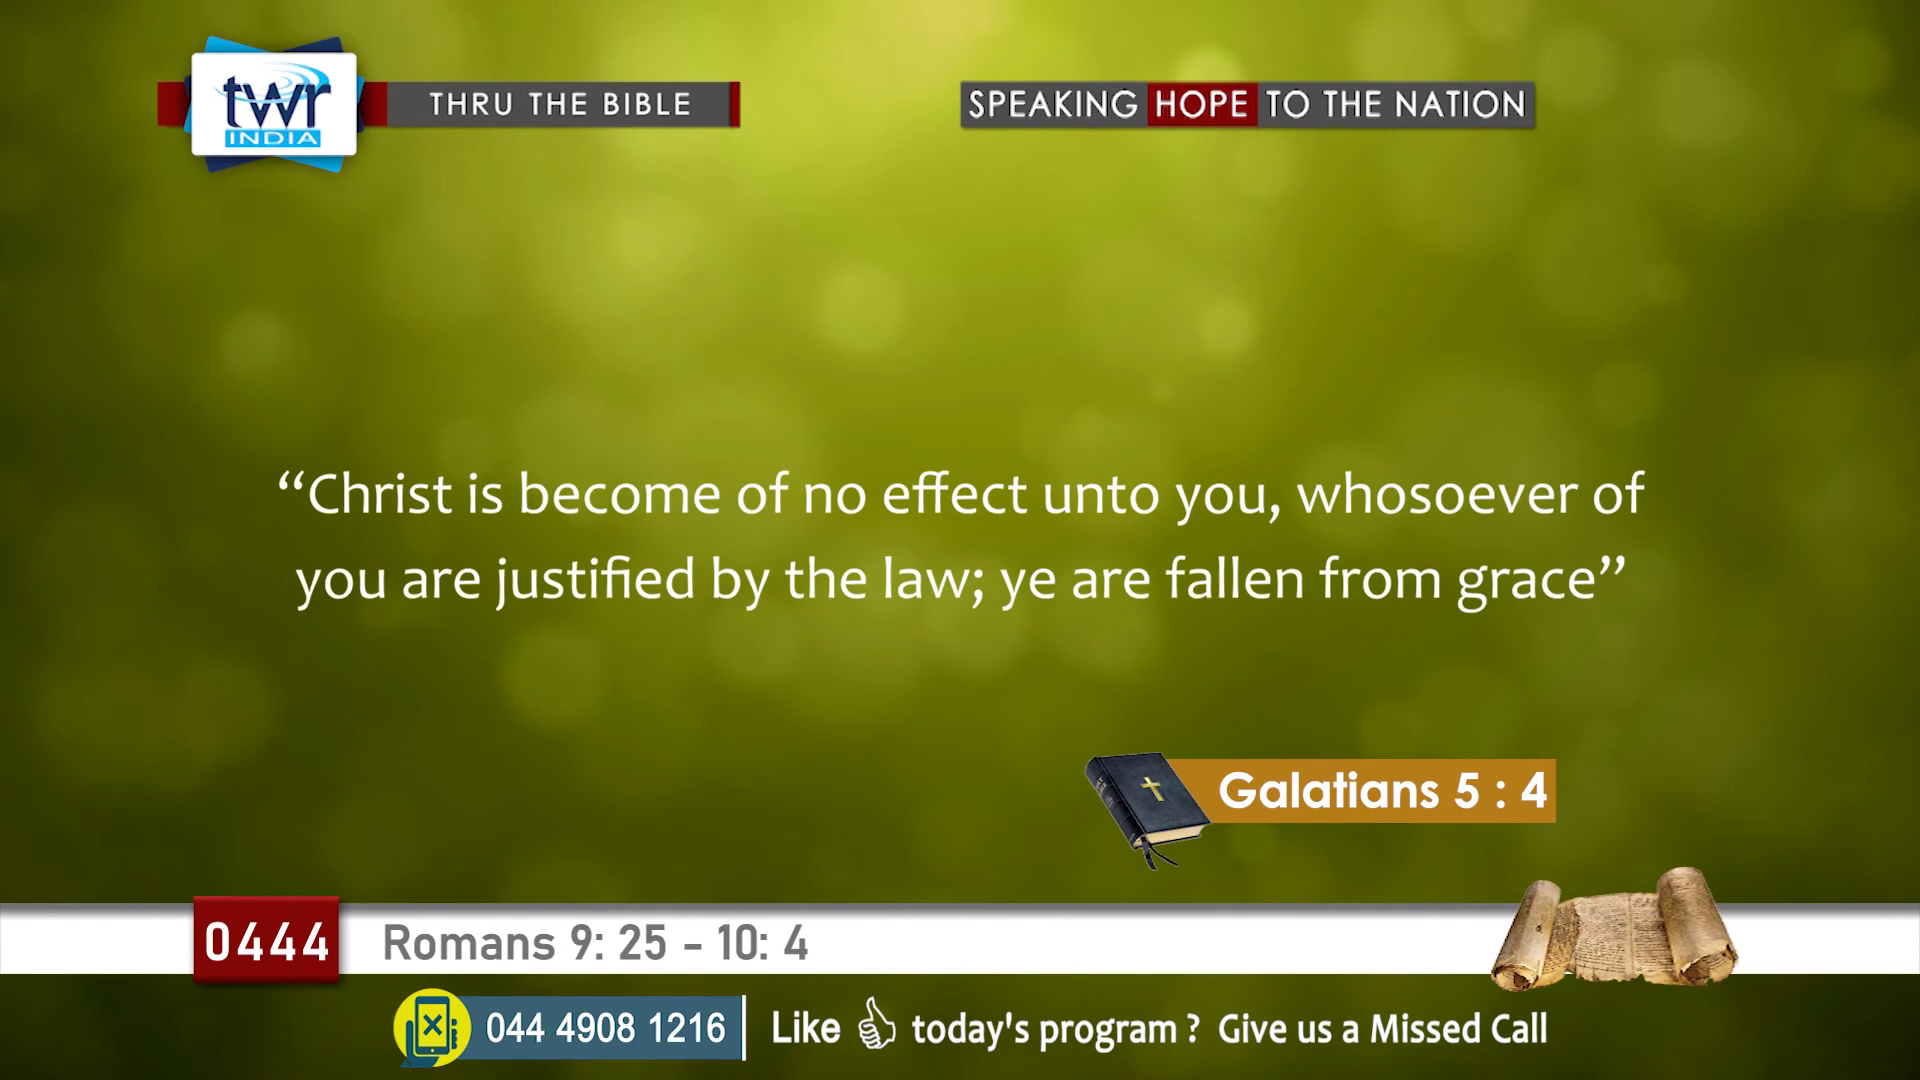 twr
INDIA
THRU THE BIBLE
SPEAKING HOPE TO THE NATION
“Christ is become of no effect unto you, whosoever of
you are justified by the law; ye are fallen from grace”
Galatians 5 : 4
0444
Romans 9: 25 - 10: 4
044 4908 1216
Like today's program ? Give us a Missed Call